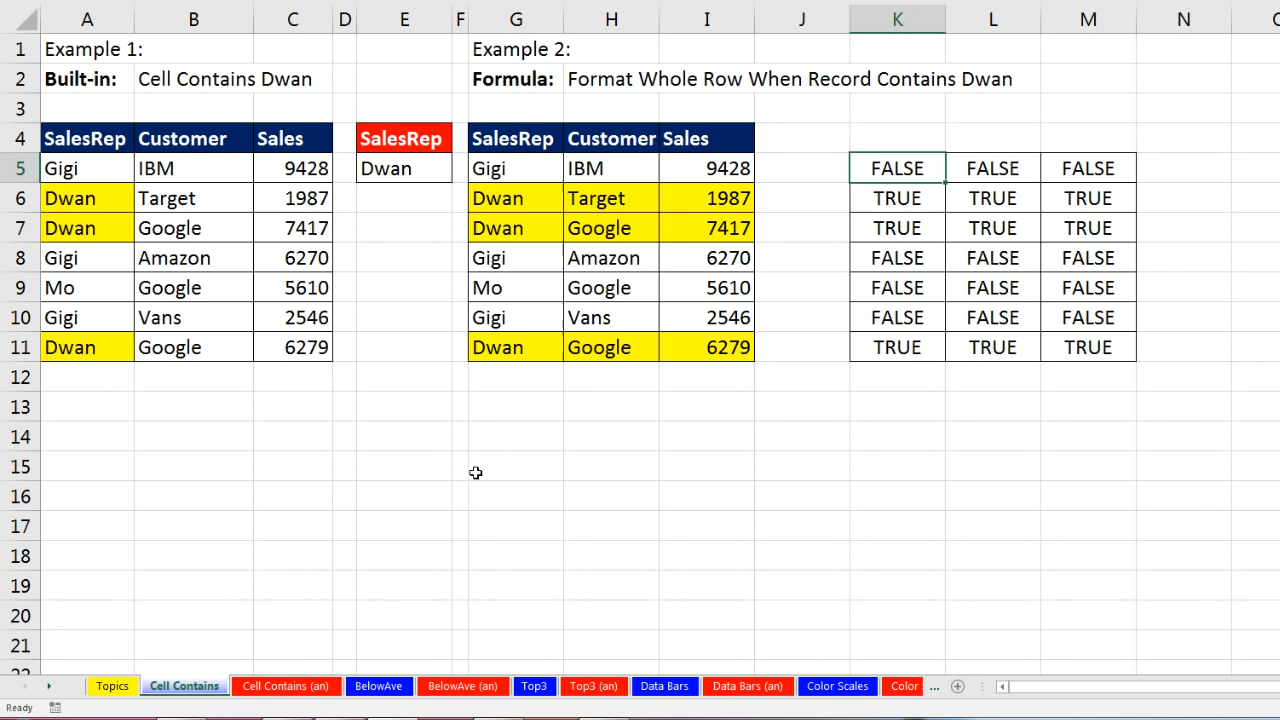 A B C D E F G H I J K L M N
1 Example 1: Example 2:
2 Built-in: Cell Contains Dwan Formula: Format Whole Row When Record Contains Dwan
3
4 SalesRep Customer Sales SalesRep SalesRep Customer Sales
5 Gigi IBM 9428 Dwan Gigi IBM 9428 FALSE FALSE FALSE
6 Dwan Target 1987 Dwan Target 1987 TRUE TRUE TRUE
7 Dwan Google 7417 Dwan Google 7417 TRUE TRUE TRUE
8 Gigi Amazon 6270 Gigi Amazon 6270 FALSE FALSE FALSE
9 Mo Google 5610 Mo Google 5610 FALSE FALSE FALSE
10 Gigi Vans 2546 Gigi Vans 2546 FALSE FALSE FALSE
11 Dwan Google 6279 Dwan Google 6279 TRUE TRUE TRUE
12
13
14
15
16
17
18
19
20
21
Topics Cell Contains Cell Contains (an) BelowAve BelowAve (an) Top3 Top3 (an) Data Bars Data Bars (an) Color Scales Color ...
Ready